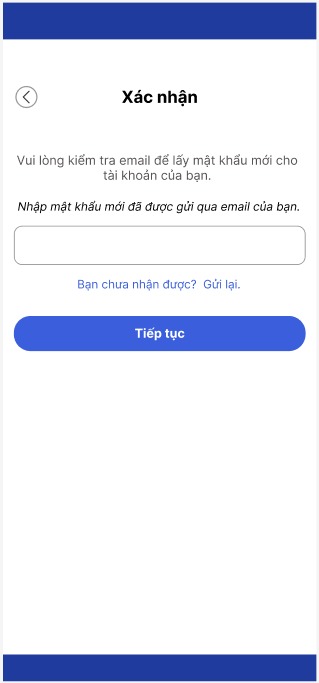 Xác nhận
Vui lòng kiểm tra email để lấy mật khẩu mới cho
tài khoản của bạn.
Nhập mật khẩu mới đã được gửi qua email của bạn.
Bạn chưa nhận được? Gửi lại.
Tiếp tục